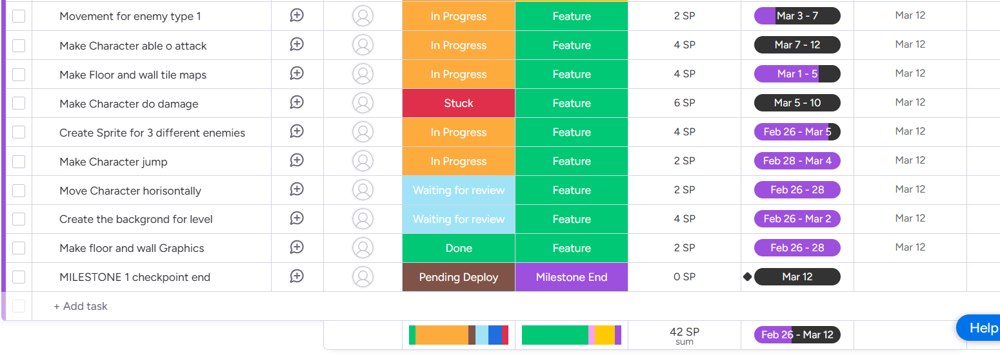 Movement for enemy type 1 In Progress Feature 2 SP Mar 3 - 7 Mar 12
Make Character able o attack In Progress Feature 4 SP Mar 7 - 12 Mar 12
Make Floor and wall tile maps In Progress Feature 4 SP Mar 1 - 5 Mar 12
Make Character do damage Stuck Feature 6 SP Mar 5 - 10 Mar 12
Create Sprite for 3 different enemies In Progress Feature 4 SP Feb 26 - Mar 5 Mar 12
Make Character jump In Progress Feature 2 SP Feb 28 - Mar 4 Mar 12
Move Character horisontally Waiting for review Feature 2 SP Feb 26 - 28 Mar 12
Create the backgrond for level Waiting for review Feature 4 SP Feb 26 - Mar 2 Mar 12
Make floor and wall Graphics Done Feature 2 SP Feb 26 - 28 Mar 12
MILESTONE 1 checkpoint end Pending Deploy Milestone End 0 SP Mar 12
+ Add task
42 SP Feb 26 - Mar 12 Help
sum